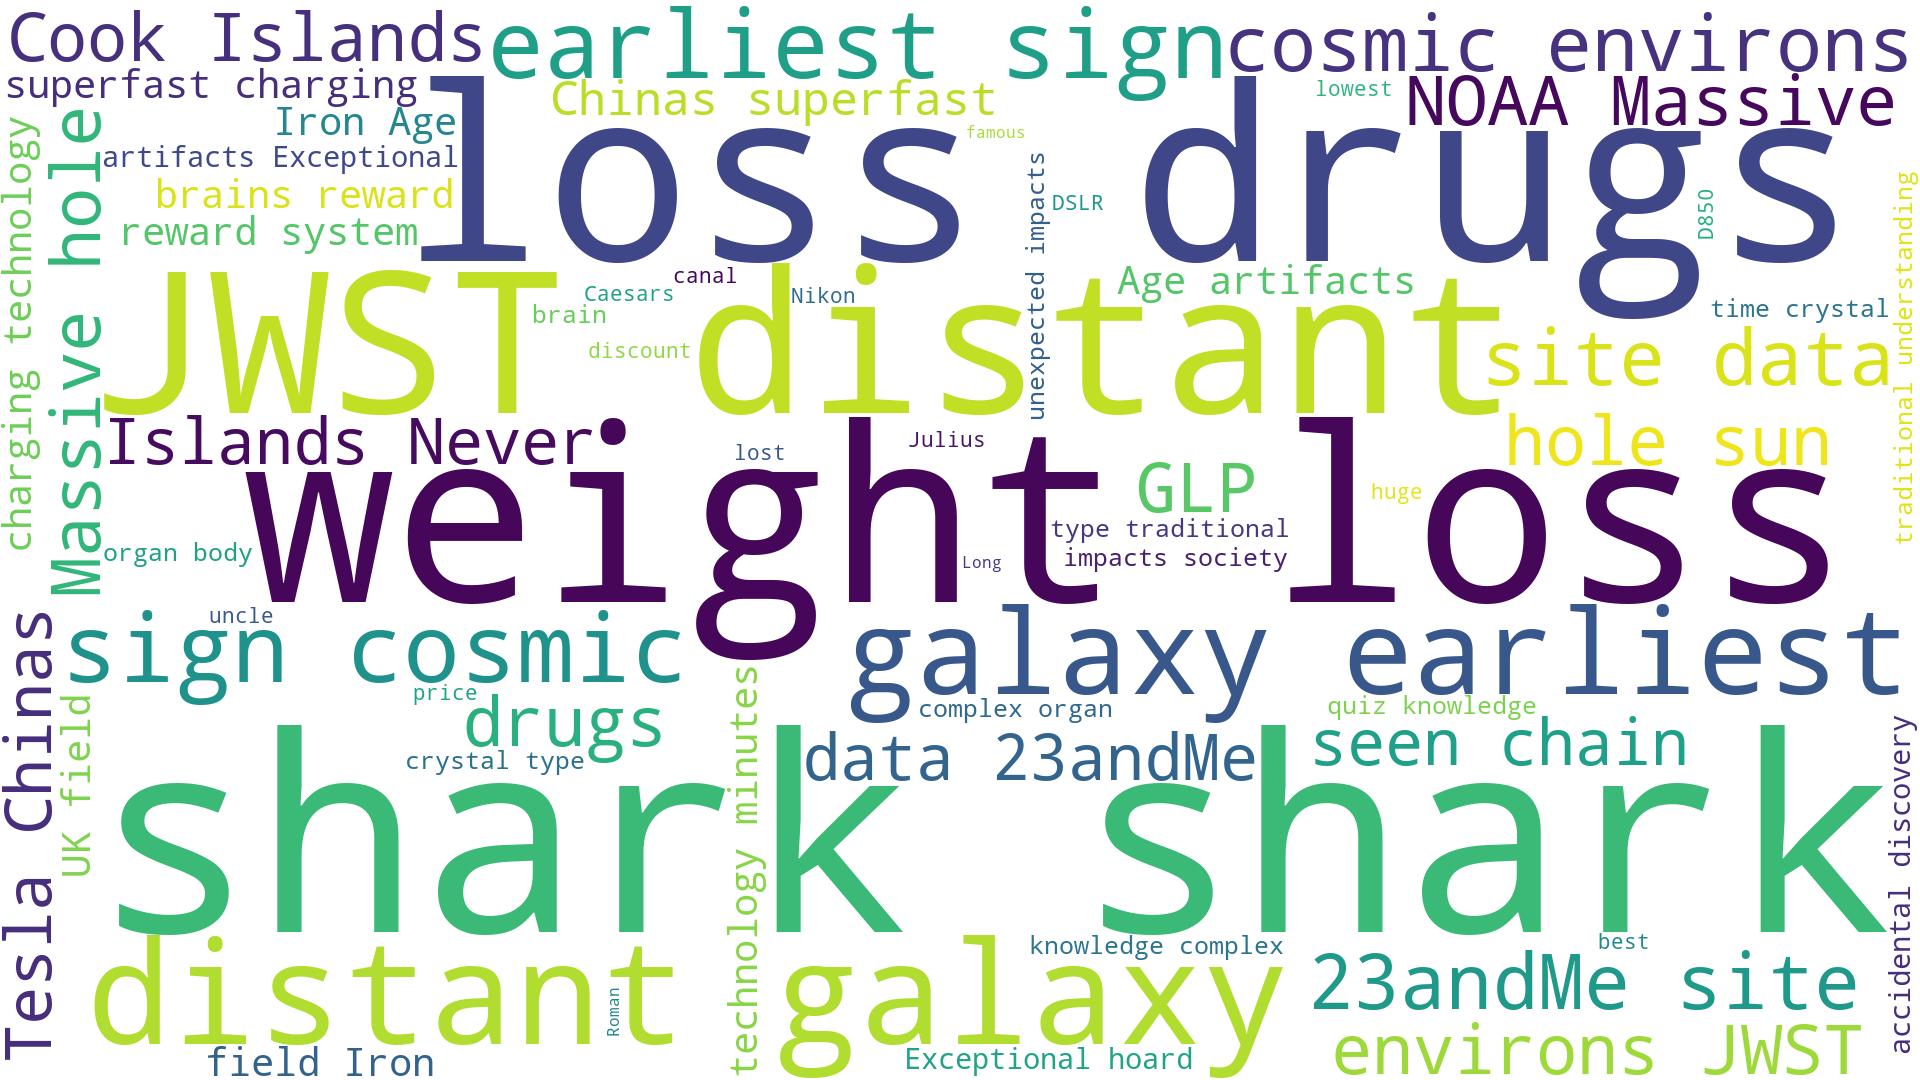 Cook Islands
earliest sign
cosmic environs
superfast charging
Chinas superfast
lowest
NOAA Massive
loss drugs
Iron Age
famous
artifacts Exceptional
brains reward
reward system
unexpected impacts
DSLR
D850
charging technology
Massive hole
traditional understanding
JWST distant
canal
Caesars
Nikon
brain
discount
Age artifacts
time crystal
site data
Islands Never
hole sun
weight loss
lost
Julius
GLP
huge
type traditional
impacts society
Long
organ body
uncle
sign cosmic
galaxy earliest
Tesla Chinas
UK field
price
drugs
crystal type
technology minutes
complex organ
quiz knowledge
data 23andMe
seen chain
shark shark
accidental discovery
distant galaxy
Roman
knowledge complex
best
23andMe site
field Iron
Exceptional hoard
environs JWST